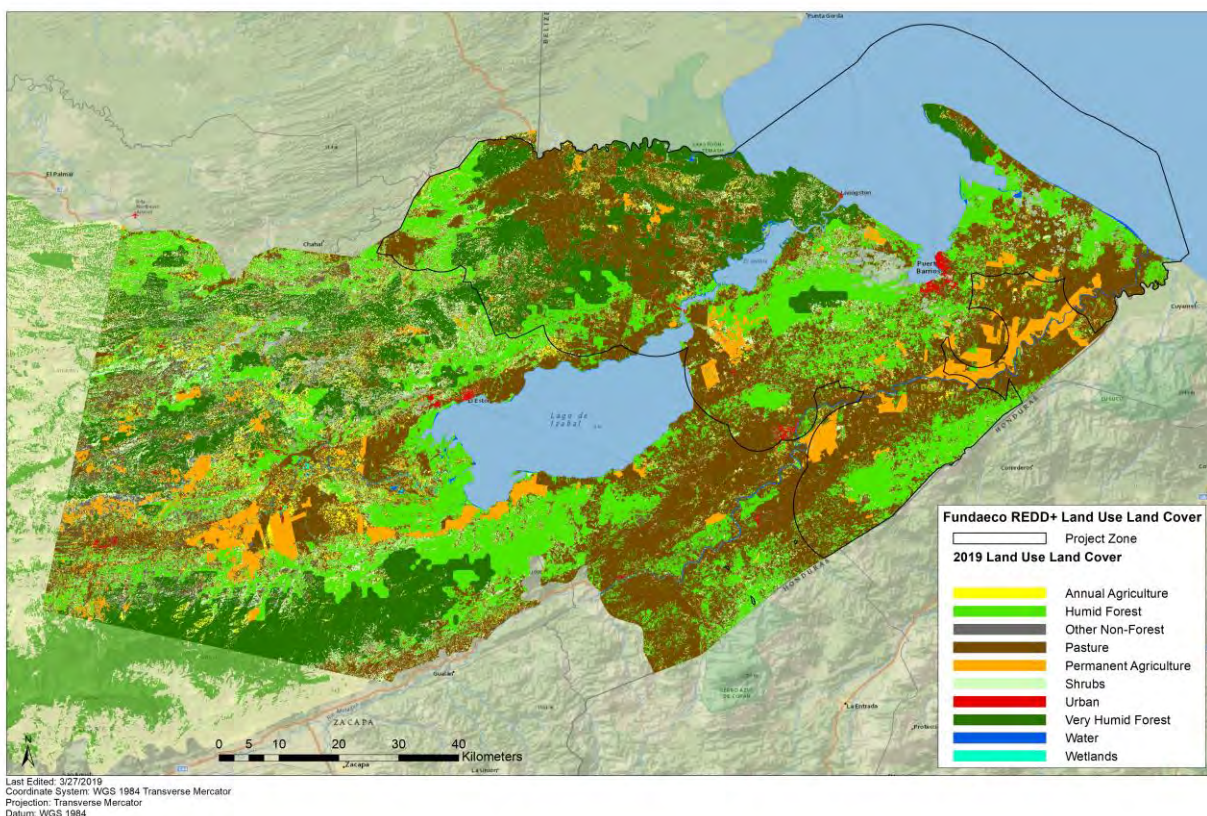 Punta Gorda
BELIZE
El Palmar
Chahal
Livingston
Puerto
Barrios
El Estor
Lago de
Izabal
HONDURAS
HONDURAS
Gualán
ZACAPA
Zacapa
La Entrada
Fundaeco REDD+ Land Use Land Cover
Project Zone
2019 Land Use Land Cover
Annual Agriculture
Humid Forest
Other Non-Forest
Pasture
Permanent Agriculture
Shrubs
Urban
Very Humid Forest
Water
Wetlands
N
0 5 10 20 30 40
Kilometers
Last Edited: 3/27/2019
Coordinate System: WGS 1984 Transverse Mercator
Projection: Transverse Mercator
Datum: WGS 1984